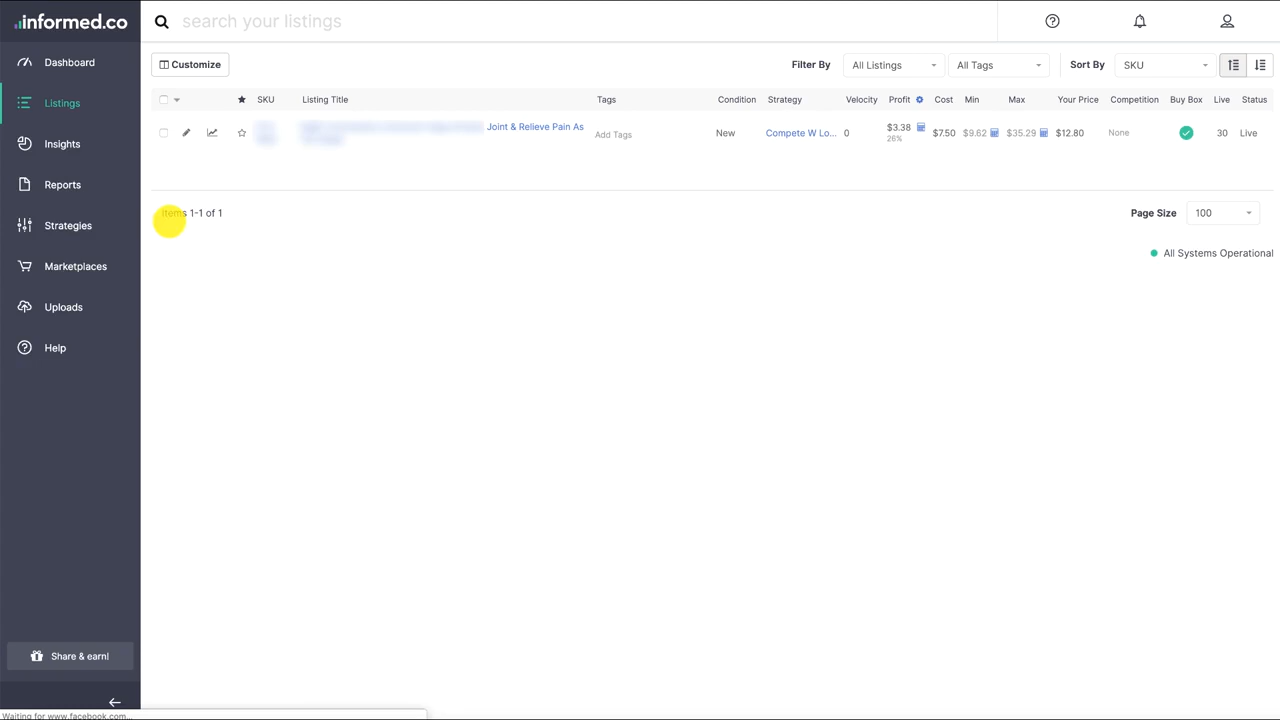 informed.co
search your listings
Dashboard
Listings
Insights
Reports
Strategies
Marketplaces
Uploads
Help
Share & earn!
Customize
Filter By
All Listings
All Tags
Sort By
SKU
SKU Listing Title Tags Condition Strategy Velocity Profit Cost Min Max Your Price Competition Buy Box Live Status
Joint & Relieve Pain As
Add Tags
New
Compete W Lo...
0
$3.38
26%
$7.50
$9.62
$35.29
$12.80
None
30
Live
Items 1-1 of 1
Page Size
100
All Systems Operational
Waiting for www.facebook.com...